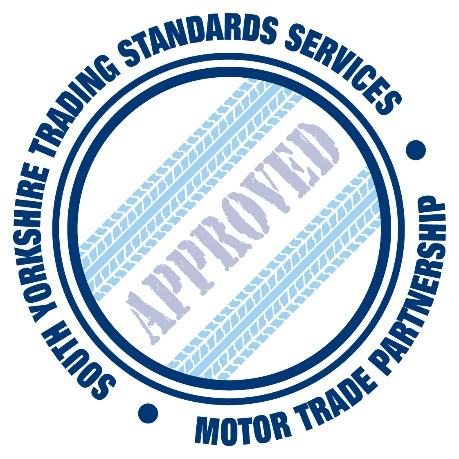 SOUTH YORKSHIRE TRADING STANDARDS SERVICES
APPROVED
MOTOR TRADE PARTNERSHIP